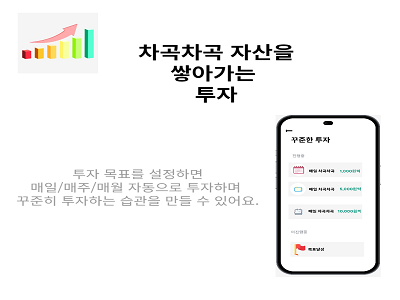 차곡차곡 자산을
쌓아가는
투자
투자 목표를 설정하면
매일/매주/매월 자동으로 투자하며
꾸준히 투자하는 습관을 만들 수 있어요.
꾸준한 투자
진행중
매일 차곡차곡 1,000원씩
매일 차곡차곡 5,000원씩
매일 차곡차곡 10,000원씩
목표달성